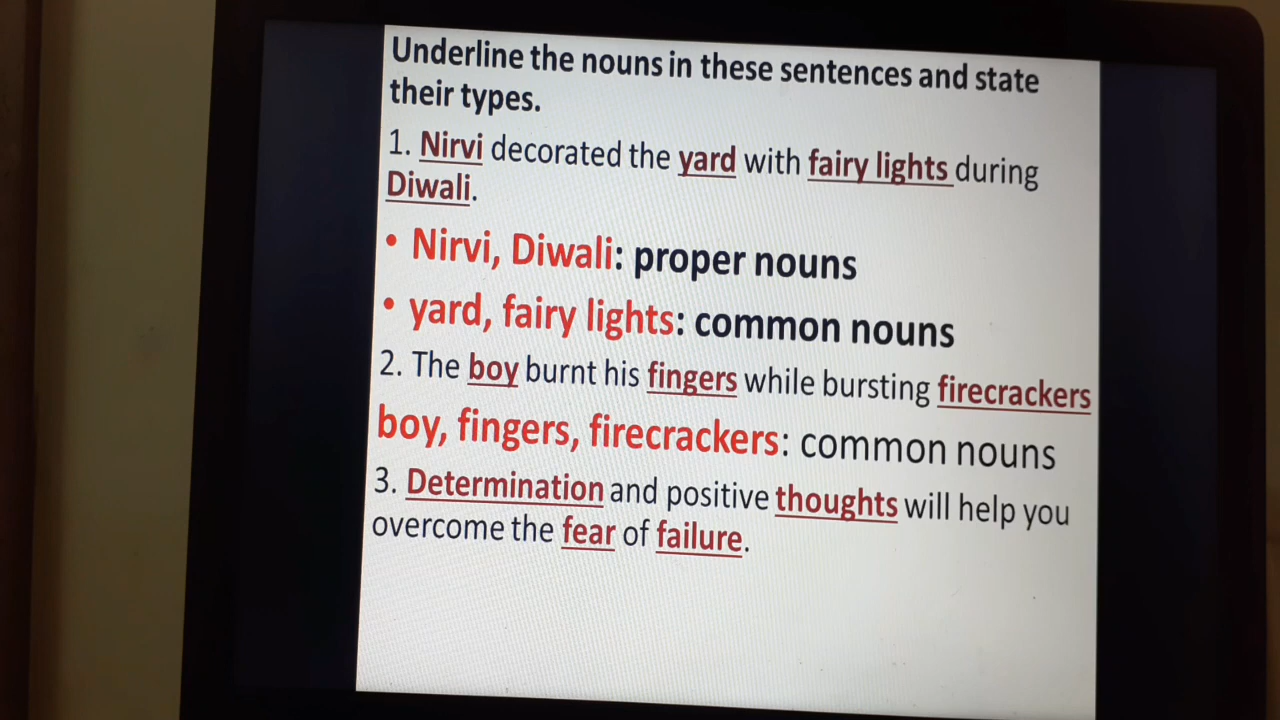 Underline the nouns in these sentences and state
their types.
1. Nirvi decorated the yard with fairy lights during
Diwali.
• Nirvi, Diwali: proper nouns
• yard, fairy lights: common nouns
2. The boy burnt his fingers while bursting firecrackers
boy, fingers, firecrackers: common nouns
3. Determination and positive thoughts will help you
overcome the fear of failure.